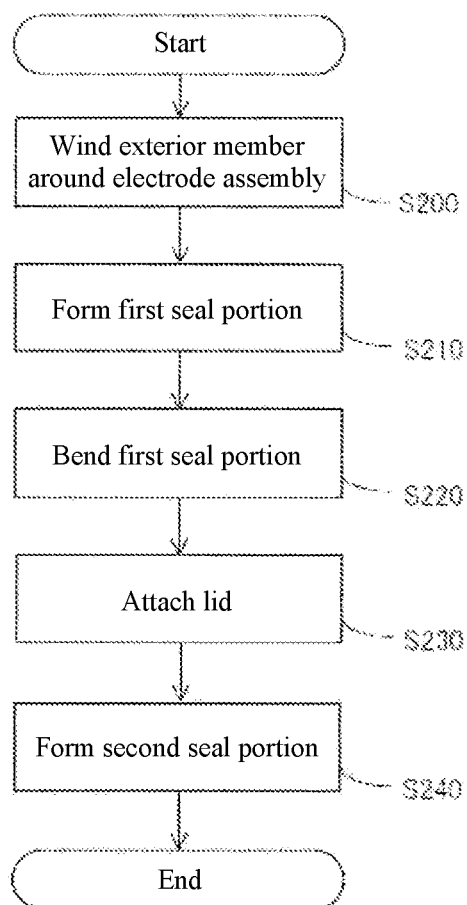 Start
Wind exterior member
around electrode assembly
S200
Form first seal portion
S210
Bend first seal portion
S220
Attach lid
S230
Form second seal portion
S240
End